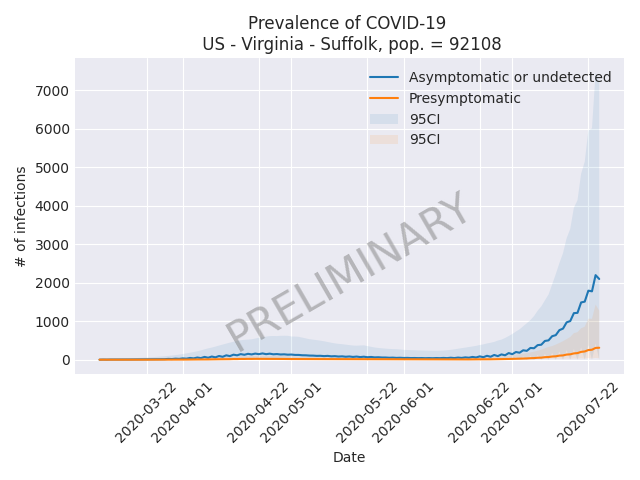 Prevalence of COVID-19
US - Virginia - Suffolk, pop. = 92108
Asymptomatic or undetected
Presymptomatic
95CI
95CI
7000
6000
5000
4000
3000
2000
1000
0
# of infections
PRELIMINARY
2020-03-22
2020-04-01
2020-04-22
2020-05-01
2020-05-22
2020-06-01
2020-06-22
2020-07-01
2020-07-22
Date